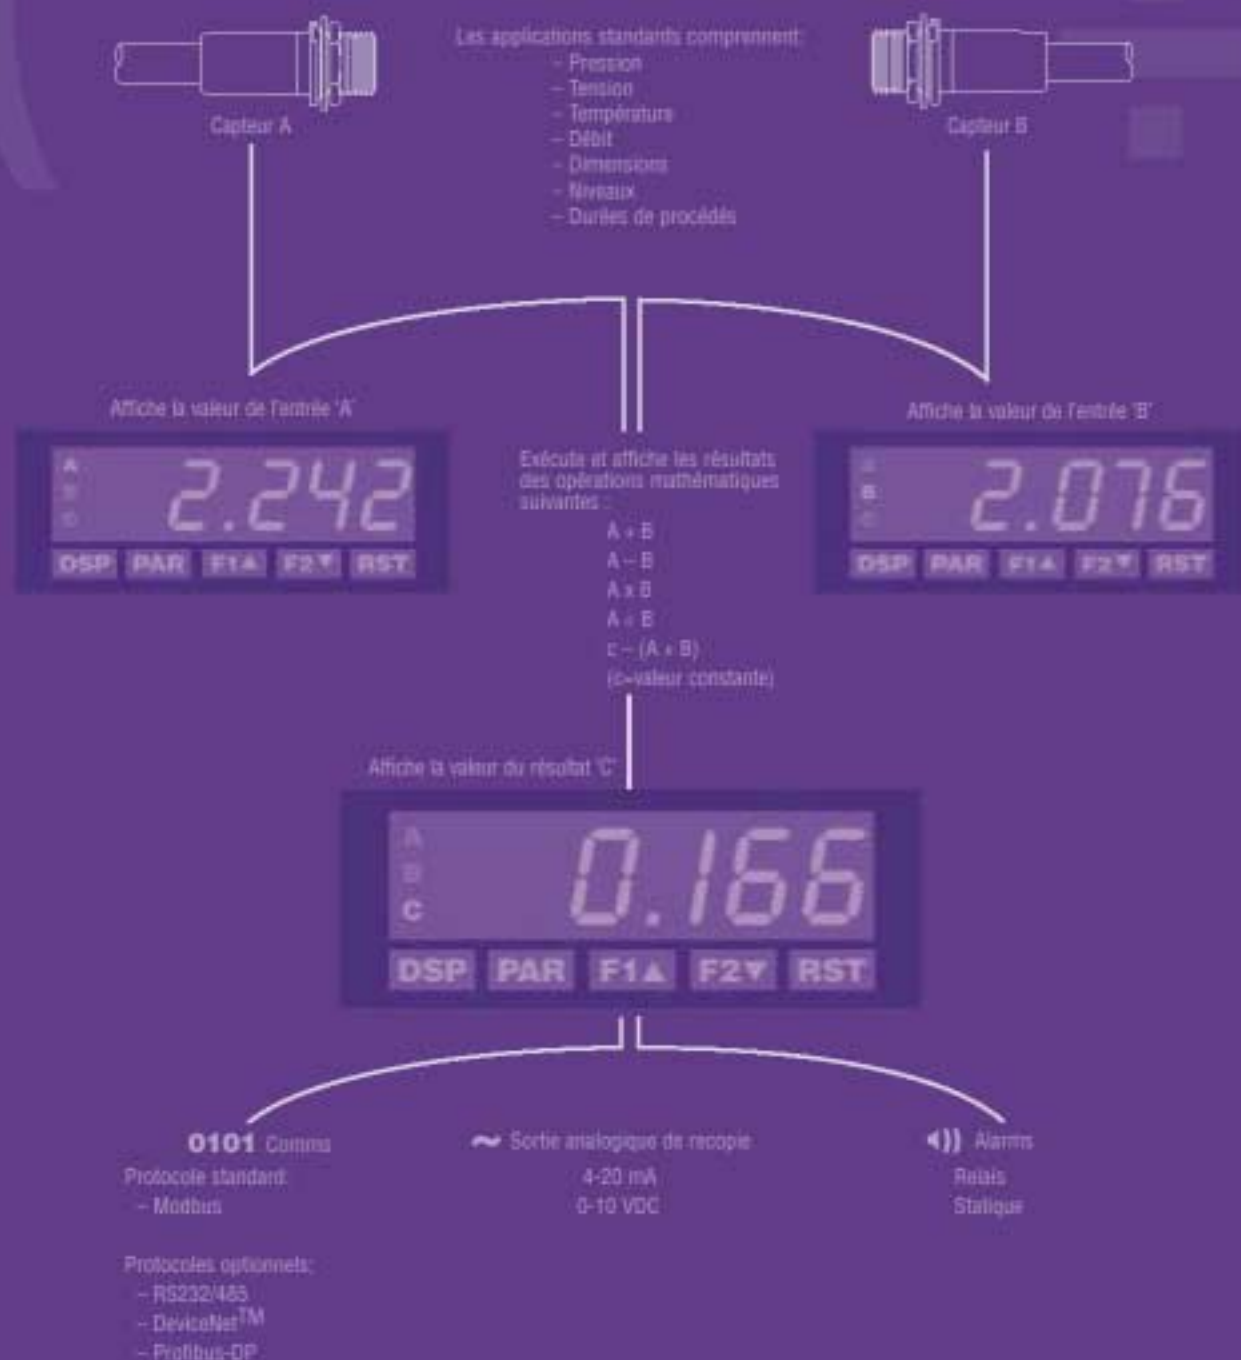 Les applications standards comprennent:
– Pression
– Tension
– Température
– Débit
– Dimensions
– Niveaux
– Durées de procédés
Capteur A
Capteur B
Affiche la valeur de l'entrée 'A'
Affiche la valeur de l'entrée 'B'
A
B
C
2.242
DSP PAR F1▲ F2▼ RST
Exécute et affiche les résultats
des opérations mathématiques
suivantes :
A + B
A – B
A x B
A ÷ B
c – (A + B)
(c=valeur constante)
A
B
C
2.076
DSP PAR F1▲ F2▼ RST
Affiche la valeur du résultat 'C'
A
B
C
0.166
DSP PAR F1▲ F2▼ RST
0101 Comms
Protocole standard:
– Modbus
Protocoles optionnels:
– RS232/485
– DeviceNet™
– Profibus-DP
~ Sortie analogique de recopie
4-20 mA
0-10 VDC
Alarms
Relais
Statique